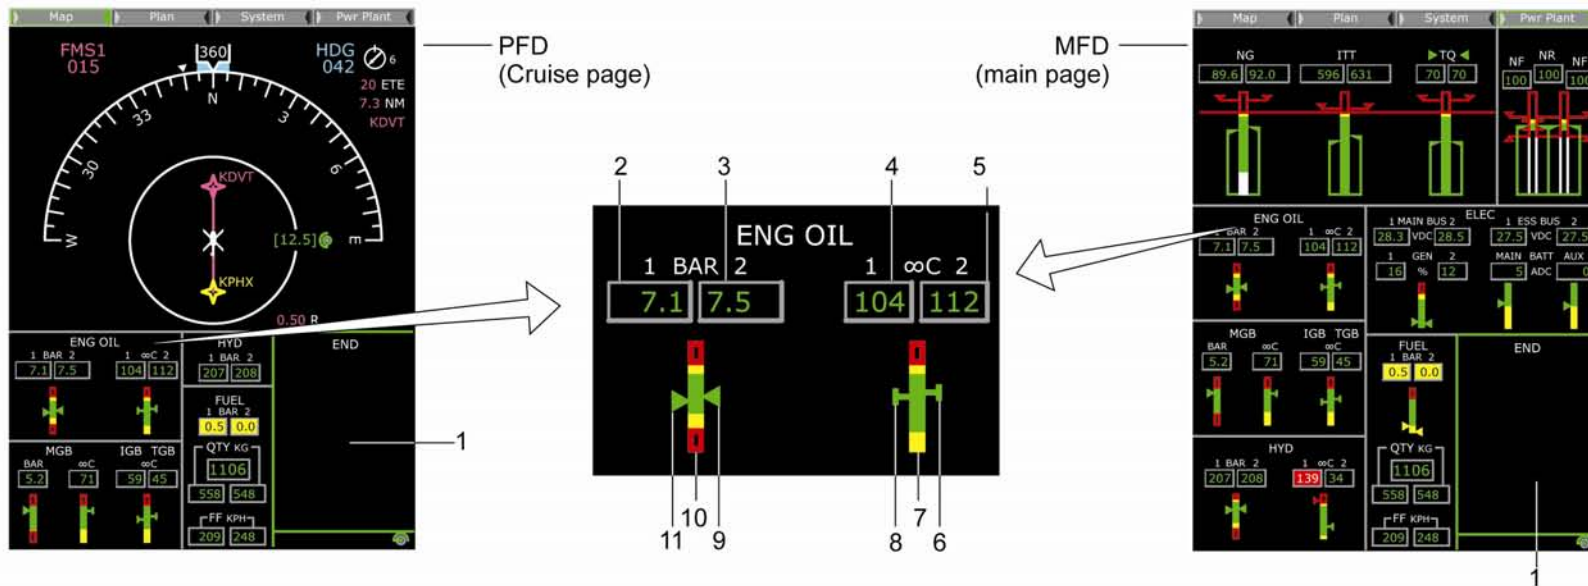 Map Plan System Pwr Plant
FMS1
015
360
HDG
042
6
20 ETE
7.3 NM
KDVT
N
33
3
30
6
W
E
KDVT
[12.5]
KPHX
0.50 R
ENG OIL
1 BAR 2
7.1 7.5
1 ∞C 2
104 112
HYD
1 BAR 2
207 208
END
FUEL
1 BAR 2
0.5 0.0
QTY KG
1106
558 548
FF KPH
209 248
MGB
BAR
5.2
∞C
71
IGB TGB
∞C
59 45
1
PFD
(Cruise page)
MFD
(main page)
2
3
4
5
ENG OIL
1 BAR 2
7.1 7.5
1 ∞C 2
104 112
11
10
9
8
7
6
Map Plan System Pwr Plant
NG
89.6 92.0
ITT
596 631
TQ
70 70
NF NR NF
100 100 100
ENG OIL
1 BAR 2
7.1 7.5
1 ∞C 2
104 112
ELEC
1 MAIN BUS 2
28.3 VDC 28.5
1 ESS BUS 2
27.5 VDC 27.5
1 GEN 2
16 % 12
MAIN BATT AUX
5 ADC 0
MGB
BAR
5.2
∞C
71
IGB TGB
∞C
59 45
FUEL
1 BAR 2
0.5 0.0
QTY KG
1106
558 548
FF KPH
209 248
END
HYD
1 BAR 2
207 208
1 ∞C 2
139 34
1